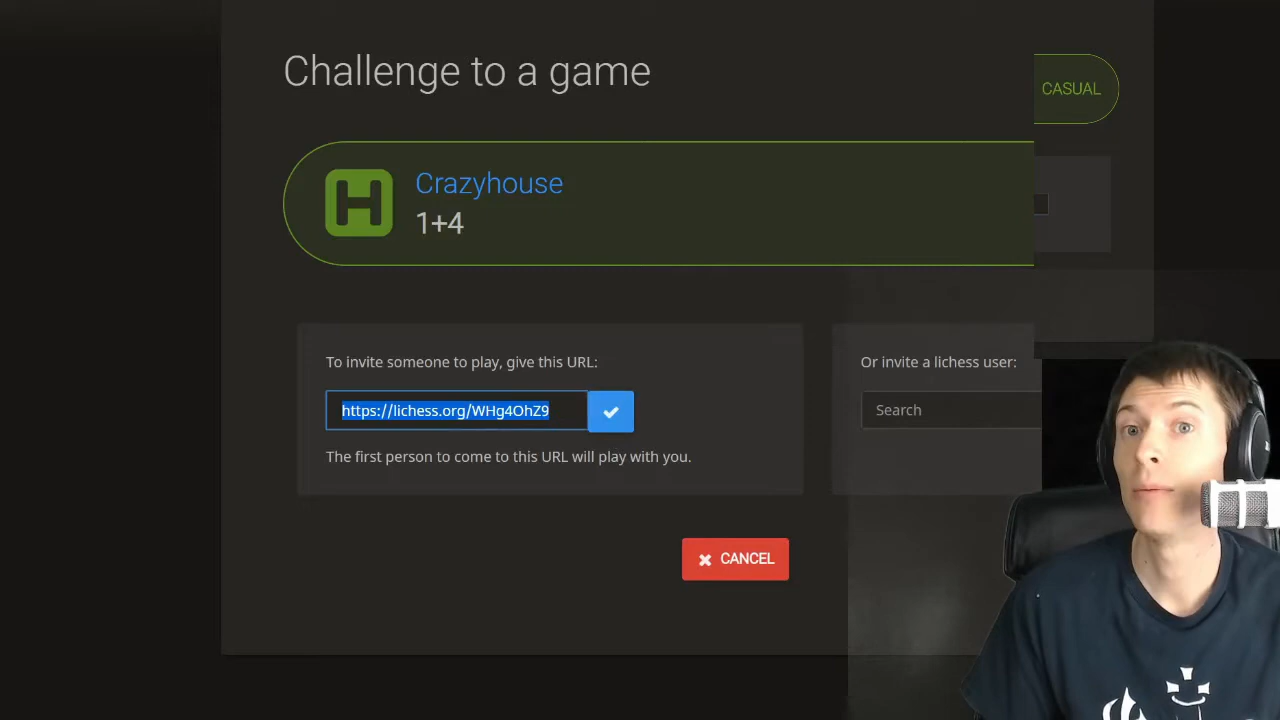 Challenge to a game
CASUAL
H
Crazyhouse
1+4
To invite someone to play, give this URL:
https://lichess.org/WHg4OhZ9
The first person to come to this URL will play with you.
Or invite a lichess user:
Search
CANCEL